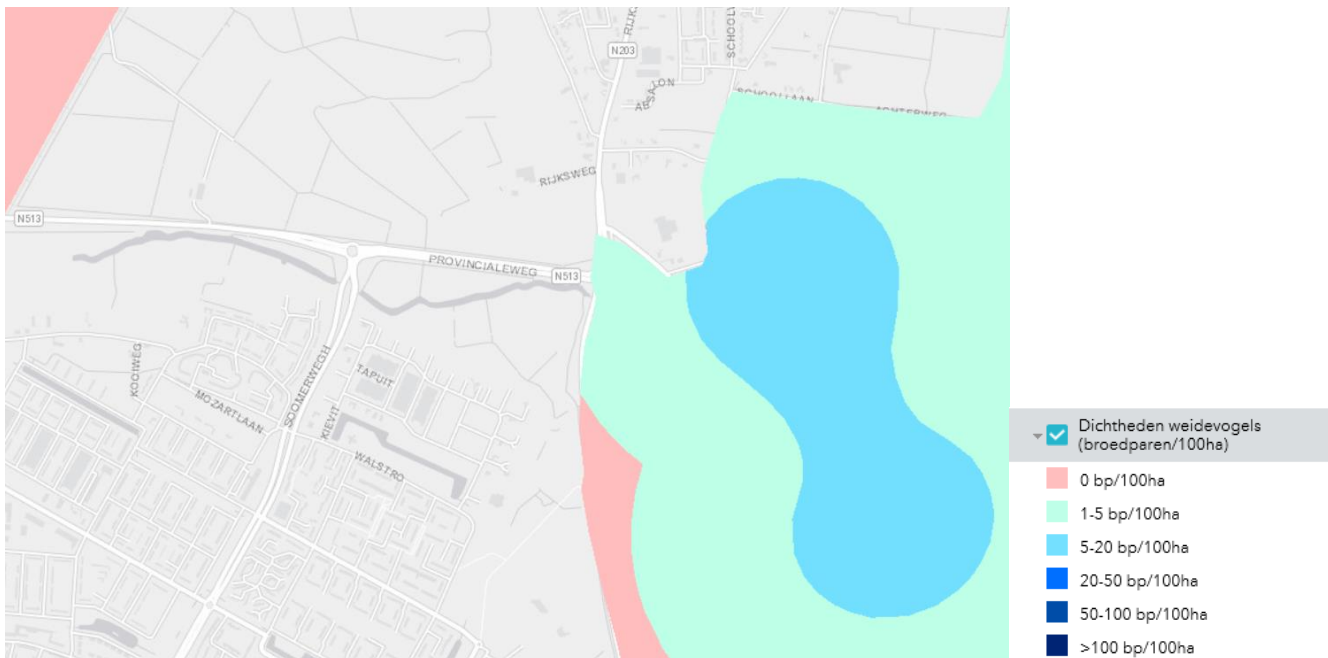 RIJKS
N203
SCHOOLW
ABSALON
SCHOOLLAAN
ACHTERWEG
RIJKSWEG
N513
PROVINCIALEWEG
N513
KOOIWEG
TAPUIT
SOOMERWEGH
MOZARTLAAN
KIEVIT
WALSTRO
Dichtheden weidevogels
(broedparen/100ha)
0 bp/100ha
1-5 bp/100ha
5-20 bp/100ha
20-50 bp/100ha
50-100 bp/100ha
>100 bp/100ha